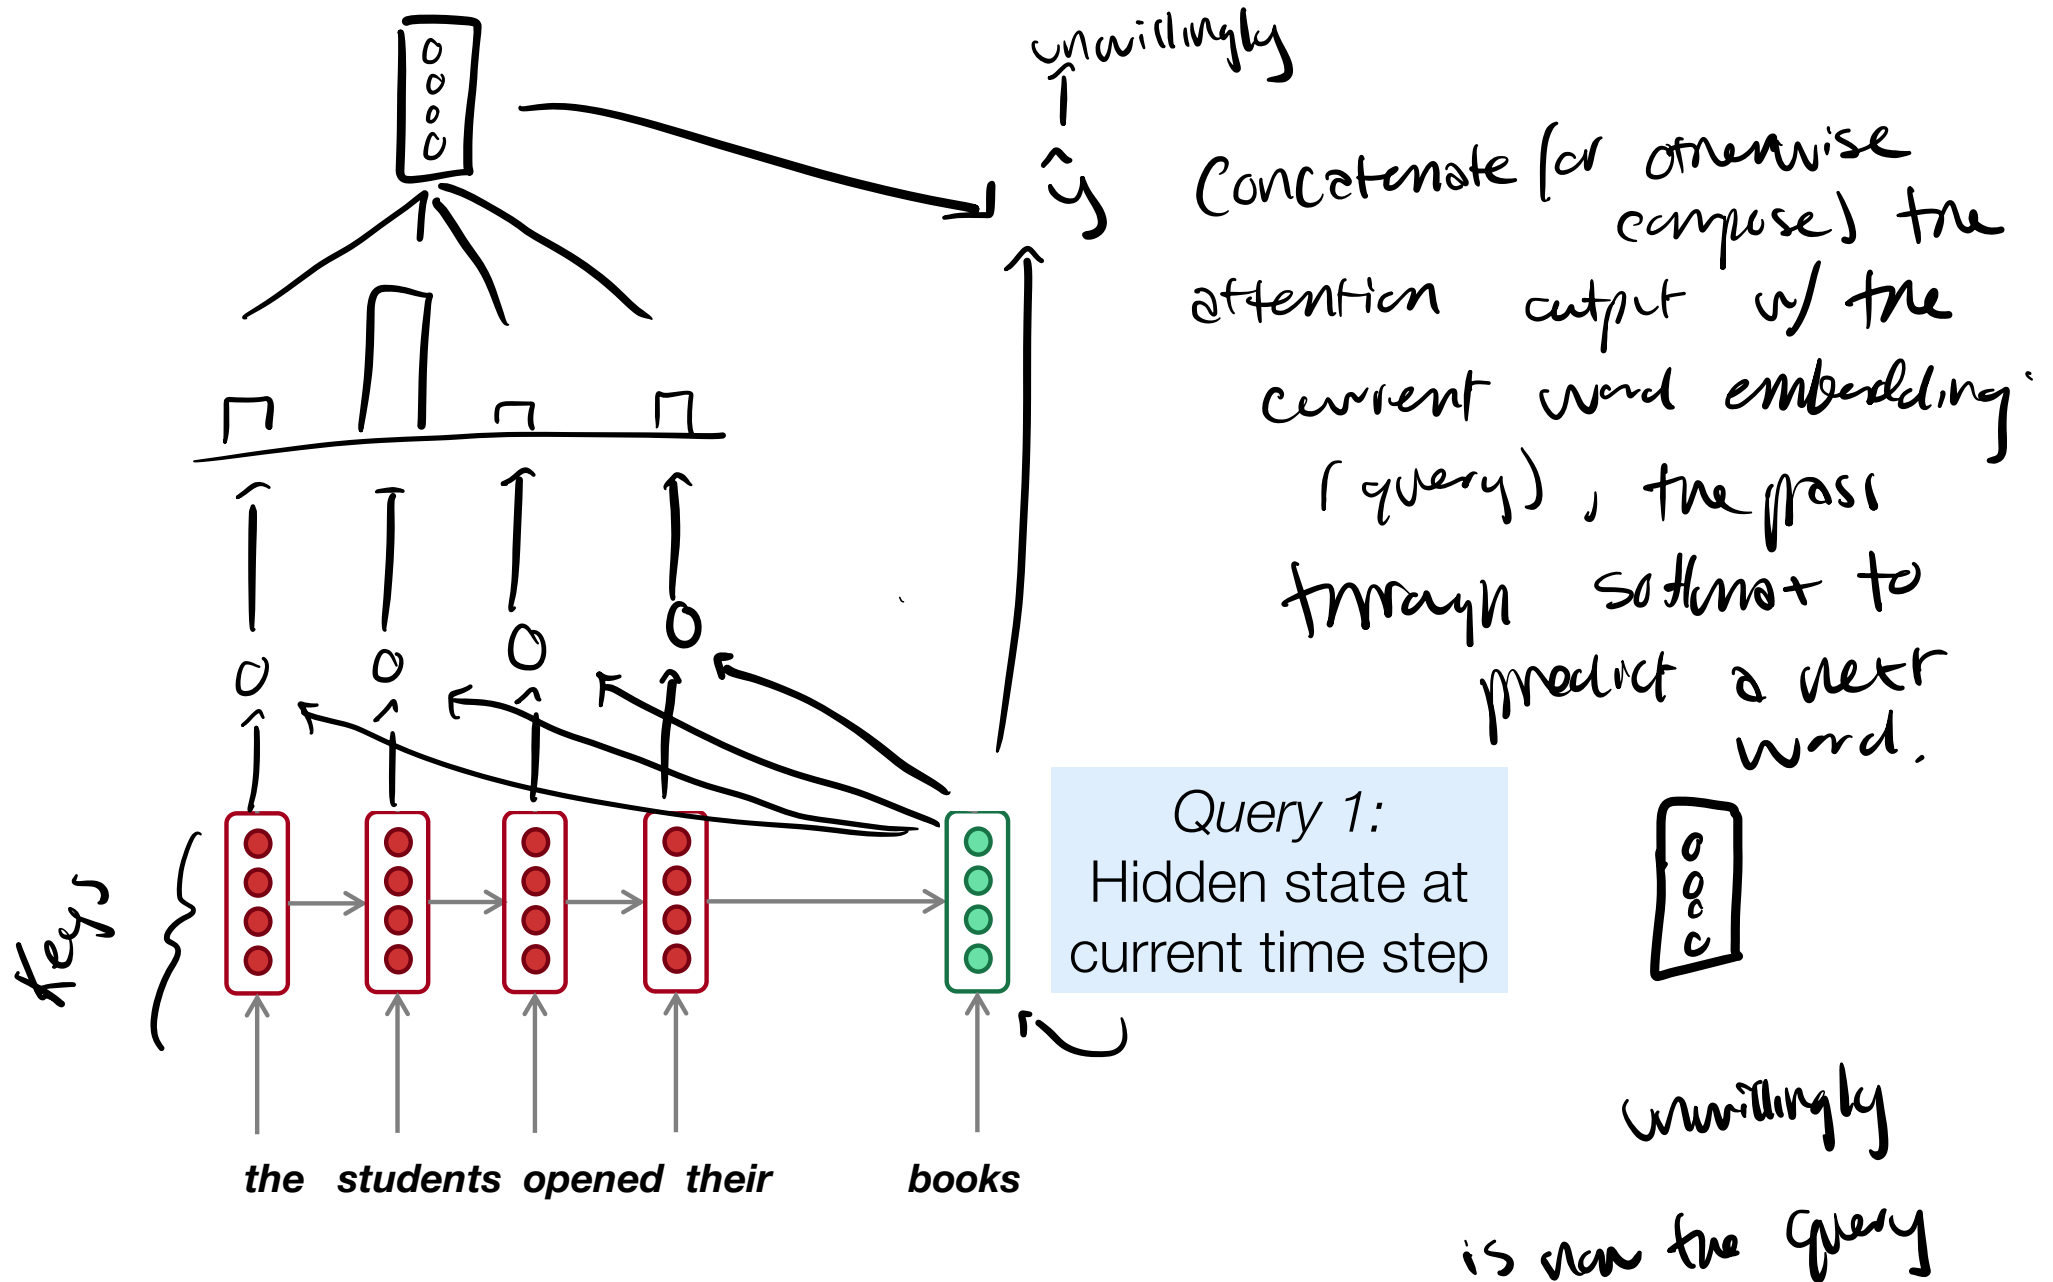 unwillingly
ŷ
Concatenate (or otherwise
compose) the
attention output w/ the
current word embedding
(query), the pass
through softmax to
predict a next
word.
Keys
Query 1:
Hidden state at
current time step
the students opened their books
unwillingly
is now the query